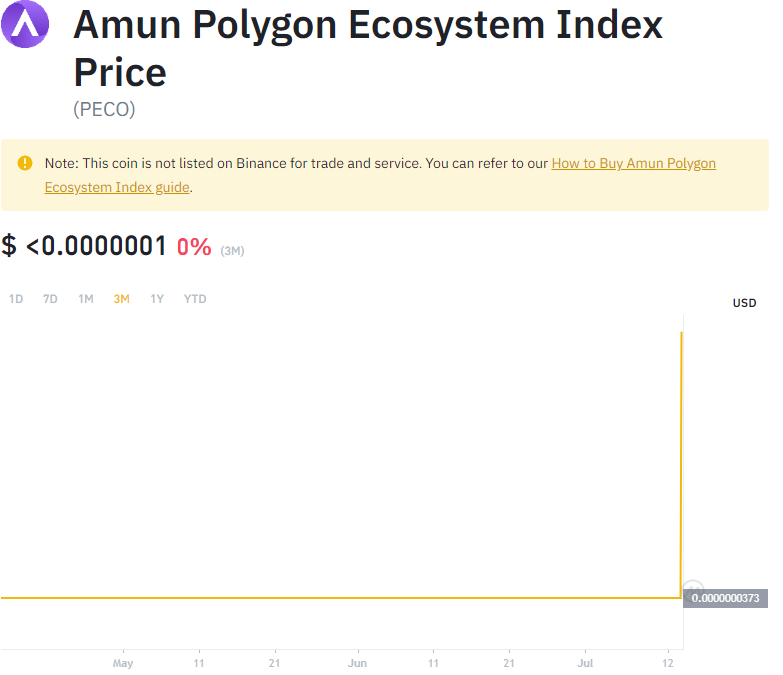 Amun Polygon Ecosystem Index
Price
(PECO)
Note: This coin is not listed on Binance for trade and service. You can refer to our How to Buy Amun Polygon
Ecosystem Index guide.
$ <0.0000001 0% (3M)
1D 7D 1M 3M 1Y YTD
USD
0.0000000373
May 11 21 Jun 11 21 Jul 12